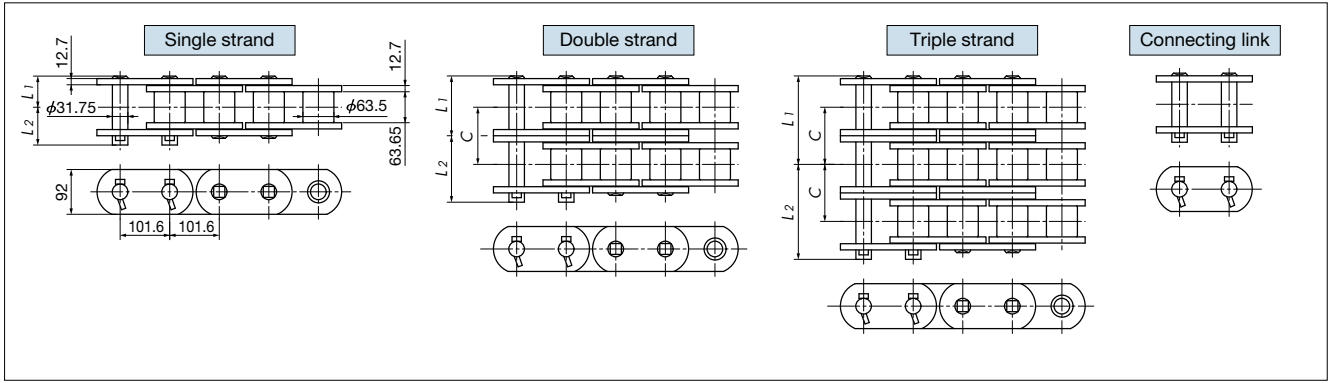 Single strand
Double strand
Triple strand
Connecting link
12.7
12.7
L1
L2
φ31.75
φ63.5
63.65
92
101.6
101.6
L1
C
L2
L1
C
C
L2